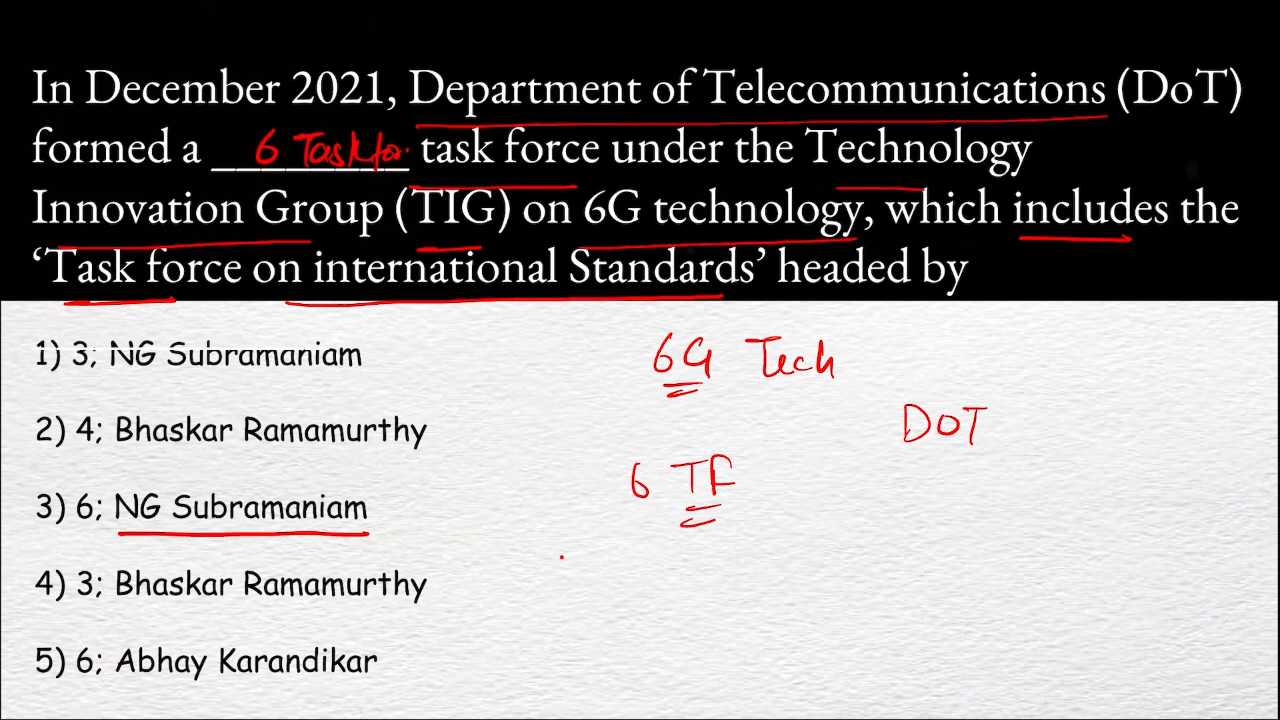 In December 2021, Department of Telecommunications (DoT)
formed a 6 Taskfo. task force under the Technology
Innovation Group (TIG) on 6G technology, which includes the
‘Task force on international Standards’ headed by
1) 3; NG Subramaniam
6G Tech
2) 4; Bhaskar Ramamurthy
DOT
6 TF
3) 6; NG Subramaniam
4) 3; Bhaskar Ramamurthy
5) 6; Abhay Karandikar